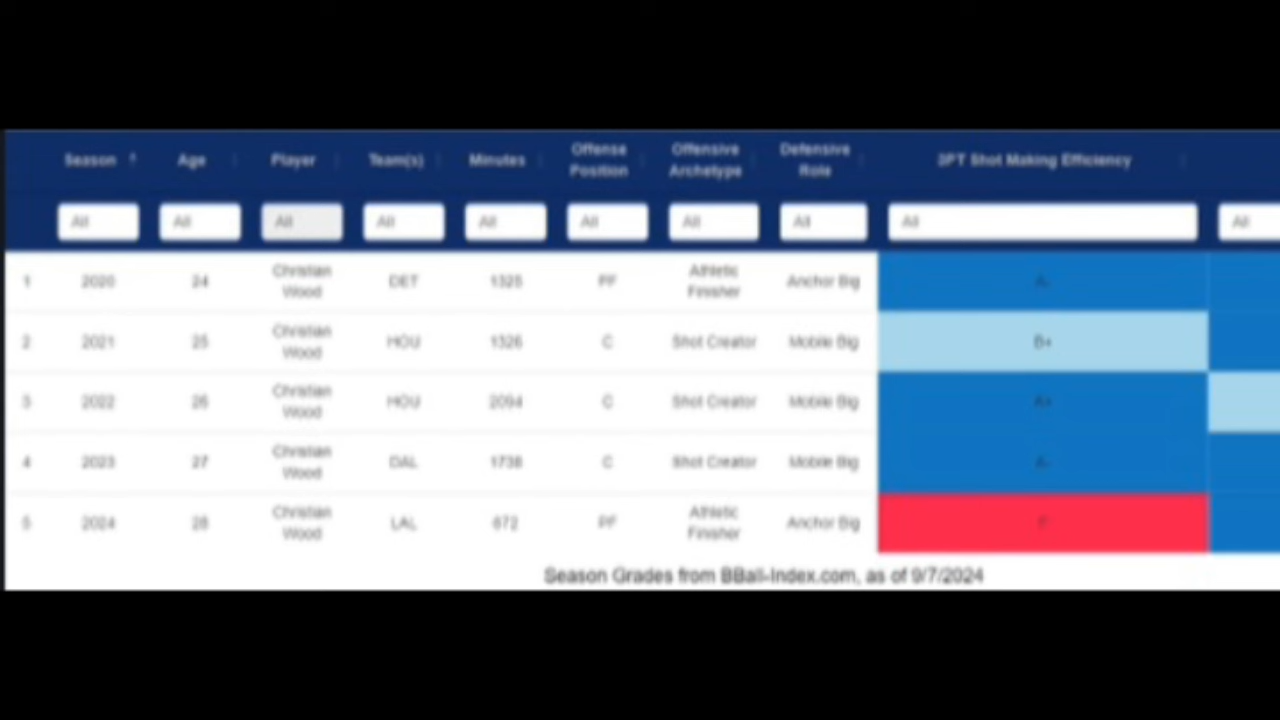 Season Age Player Team(s) Minutes Offense Position Offensive Archetype Defensive Role 3PT Shot Making Efficiency
All All All All All All All All All All
1 2020 24 Christian Wood DET 1325 PF Athletic Finisher Anchor Big A-
2 2021 25 Christian Wood HOU 1326 C Shot Creator Mobile Big B+
3 2022 26 Christian Wood HOU 2094 C Shot Creator Mobile Big
4 2023 27 Christian Wood DAL 1738 C Shot Creator Mobile Big A-
5 2024 28 Christian Wood LAL 872 PF Athletic Finisher Anchor Big F
Season Grades from BBall-Index.com, as of 9/7/2024